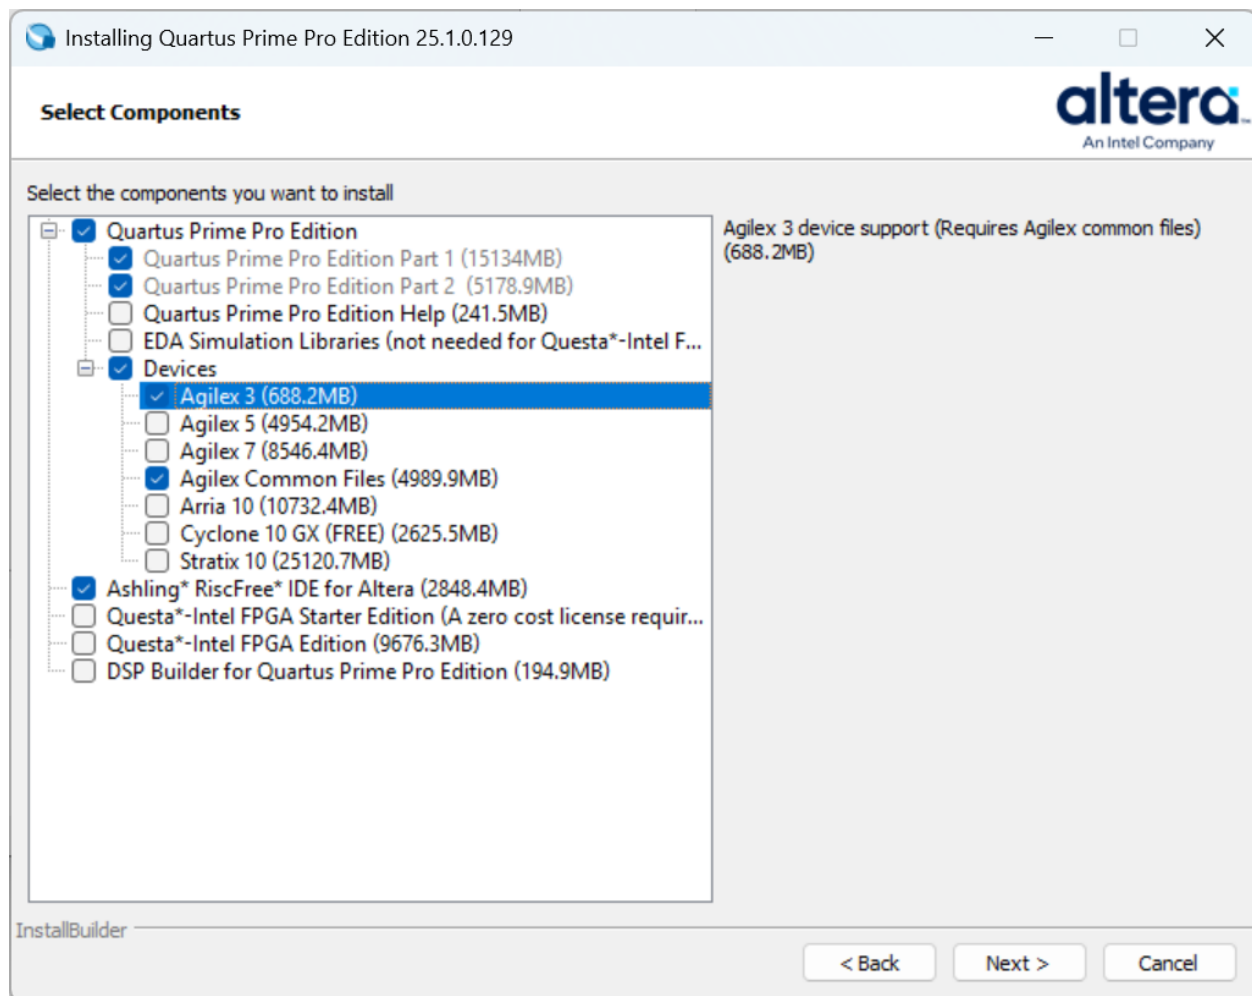 Installing Quartus Prime Pro Edition 25.1.0.129
Select Components
altera
An Intel Company
Select the components you want to install
Quartus Prime Pro Edition
Quartus Prime Pro Edition Part 1 (15134MB)
Quartus Prime Pro Edition Part 2  (5178.9MB)
Quartus Prime Pro Edition Help (241.5MB)
EDA Simulation Libraries (not needed for Questa*-Intel F...
Devices
Agilex 3 (688.2MB)
Agilex 5 (4954.2MB)
Agilex 7 (8546.4MB)
Agilex Common Files (4989.9MB)
Arria 10 (10732.4MB)
Cyclone 10 GX (FREE) (2625.5MB)
Stratix 10 (25120.7MB)
Ashling* RiscFree* IDE for Altera (2848.4MB)
Questa*-Intel FPGA Starter Edition (A zero cost license requir...
Questa*-Intel FPGA Edition (9676.3MB)
DSP Builder for Quartus Prime Pro Edition (194.9MB)
Agilex 3 device support (Requires Agilex common files)
(688.2MB)
InstallBuilder
< Back
Next >
Cancel